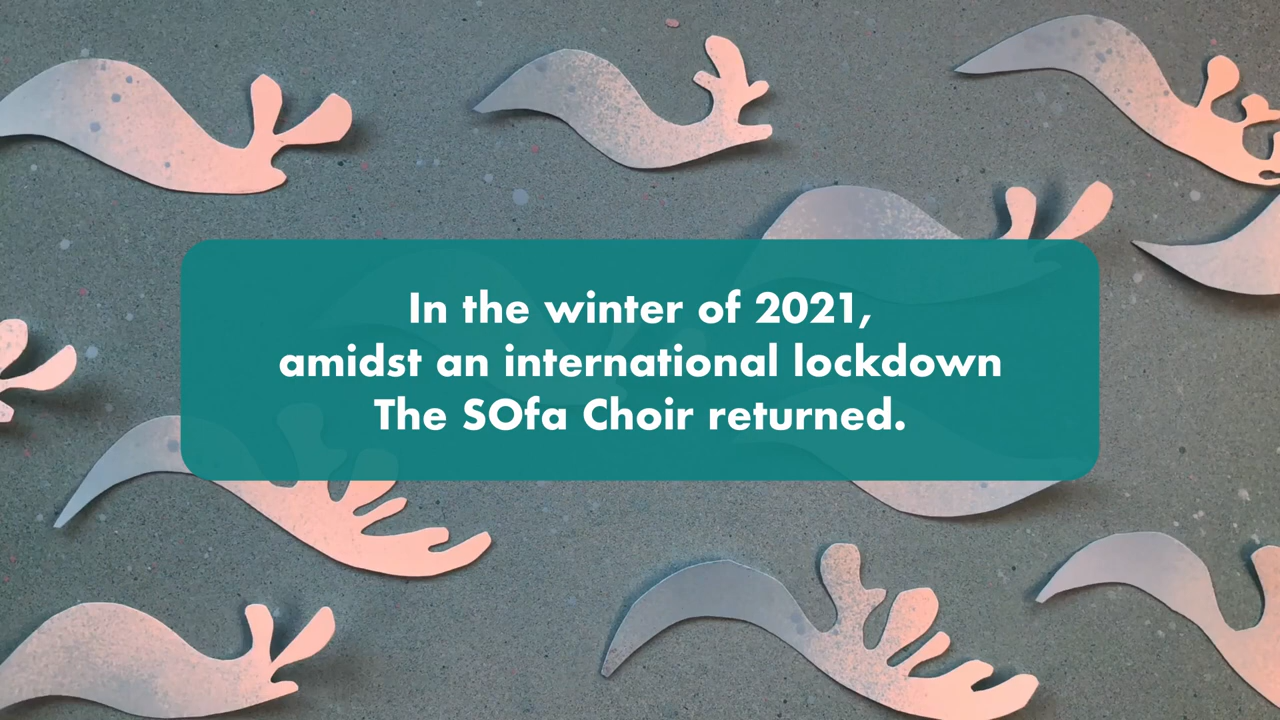 In the winter of 2021,
amidst an international lockdown
The SOfa Choir returned.